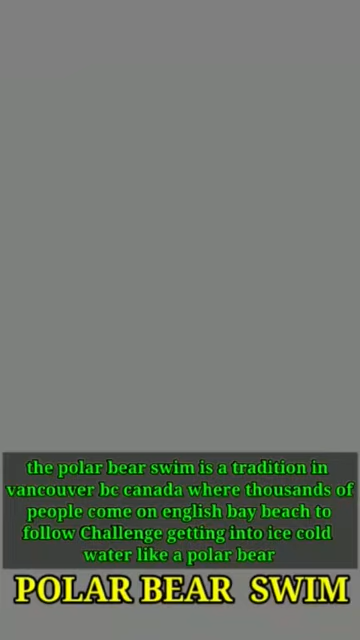 the polar bear swim is a tradition in
vancouver bc canada where thousands of
people come on english bay beach to
follow Challenge getting into ice cold
water like a polar bear
POLAR BEAR SWIM